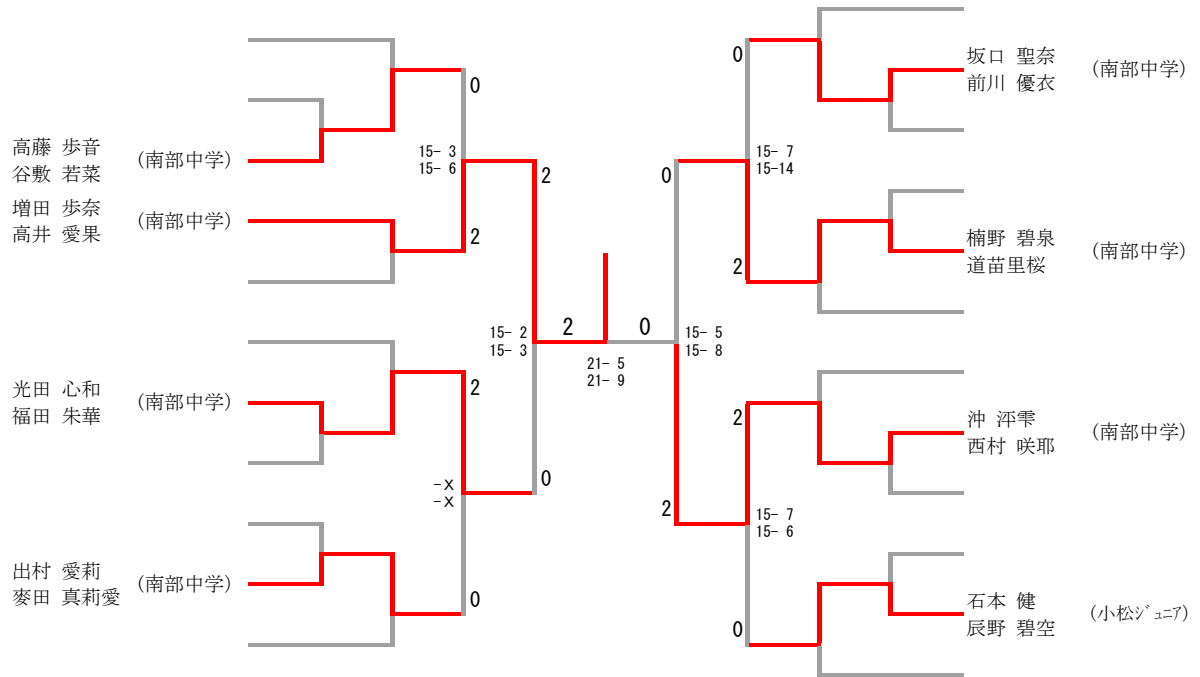 高藤 歩音
谷敷 若菜
(南部中学)
増田 歩奈
高井 愛果
(南部中学)
光田 心和
福田 朱華
(南部中学)
出村 愛莉
麥田 真莉愛
(南部中学)
0
15- 3
15- 6
2
2
2
-X
-X
0
15- 2
15- 3
2
0
0
21- 5
21- 9
0
15- 7
15-14
2
0
15- 5
15- 8
2
2
15- 7
15- 6
0
坂口 聖奈
前川 優衣
(南部中学)
楠野 碧泉
道苗里桜
(南部中学)
沖 泙雫
西村 咲耶
(南部中学)
石本 健
辰野 碧空
(小松ジュニア)